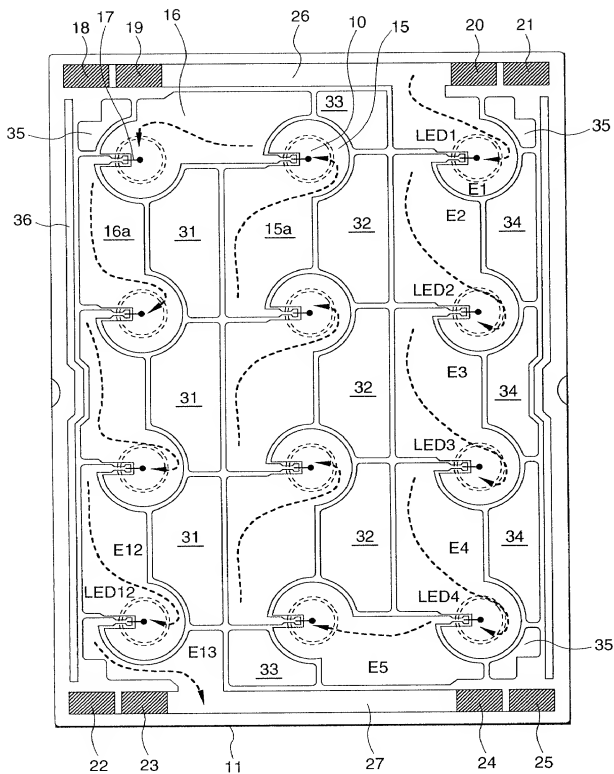 17 16 10 15
18 19 26 20 21
33
35 LED1 35
E1
36 E2
16a 31 15a 32 34
LED2
E3
31 32 34
LED3
E12 31 32 E4 34
LED12 LED4
E13 35
33 E5
22 23 11 27 24 25